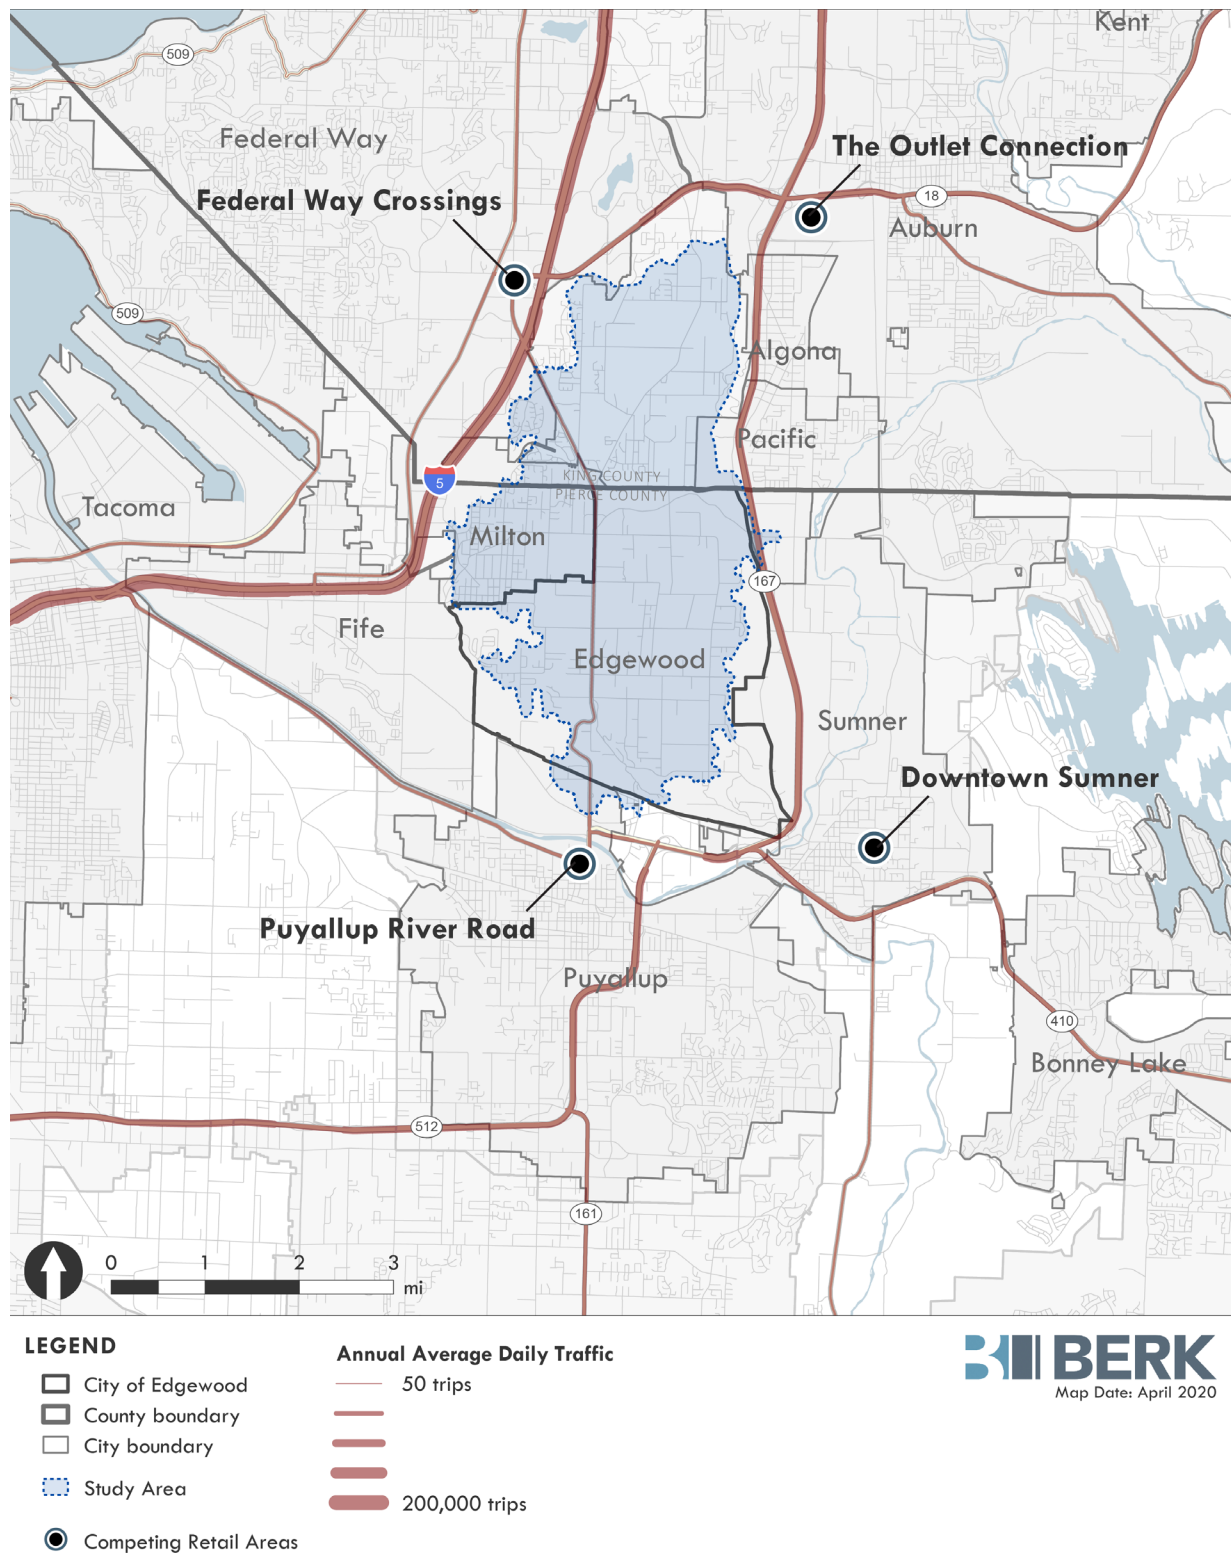 Kent
509
Federal Way
The Outlet Connection
Federal Way Crossings
18
Auburn
509
Algona
Pacific
KING COUNTY
PIERCE COUNTY
5
Tacoma
Milton
167
Fife
Edgewood
Sumner
Downtown Sumner
Puyallup River Road
Puyallup
410
Bonney Lake
512
161
0 1 2 3
mi
LEGEND
City of Edgewood
County boundary
City boundary
Study Area
Competing Retail Areas
Annual Average Daily Traffic
50 trips
200,000 trips
BERK
Map Date: April 2020